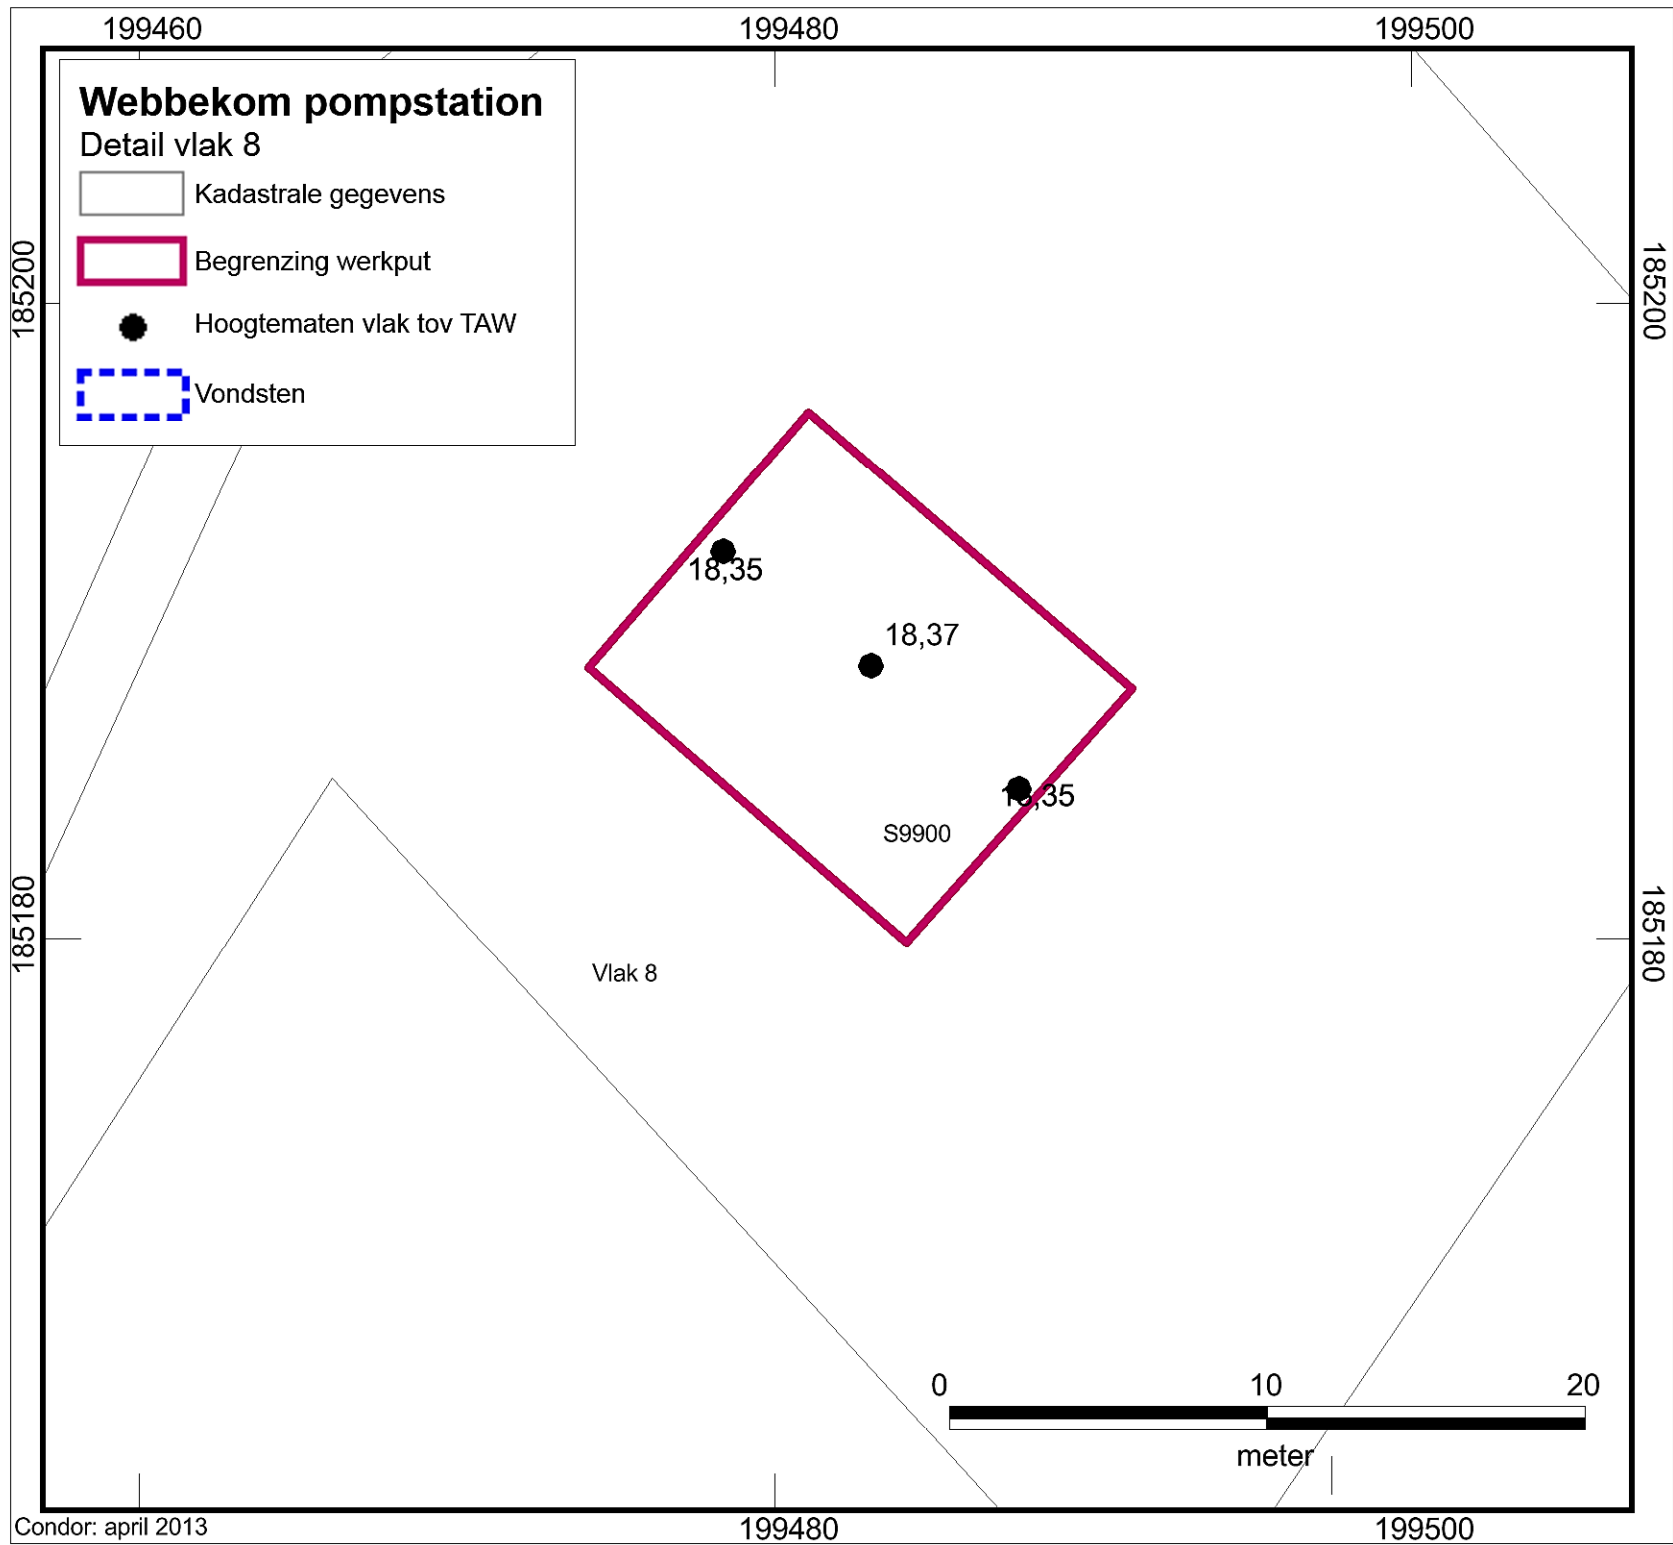 199460 199480 199500
Webbekom pompstation
Detail vlak 8
Kadastrale gegevens
Begrenzing werkput
Hoogtematen vlak tov TAW
Vondsten
185200
185200
18,35
18,37
18,35
S9900
185180
185180
Vlak 8
0 10 20
meter
Condor: april 2013
199480 199500